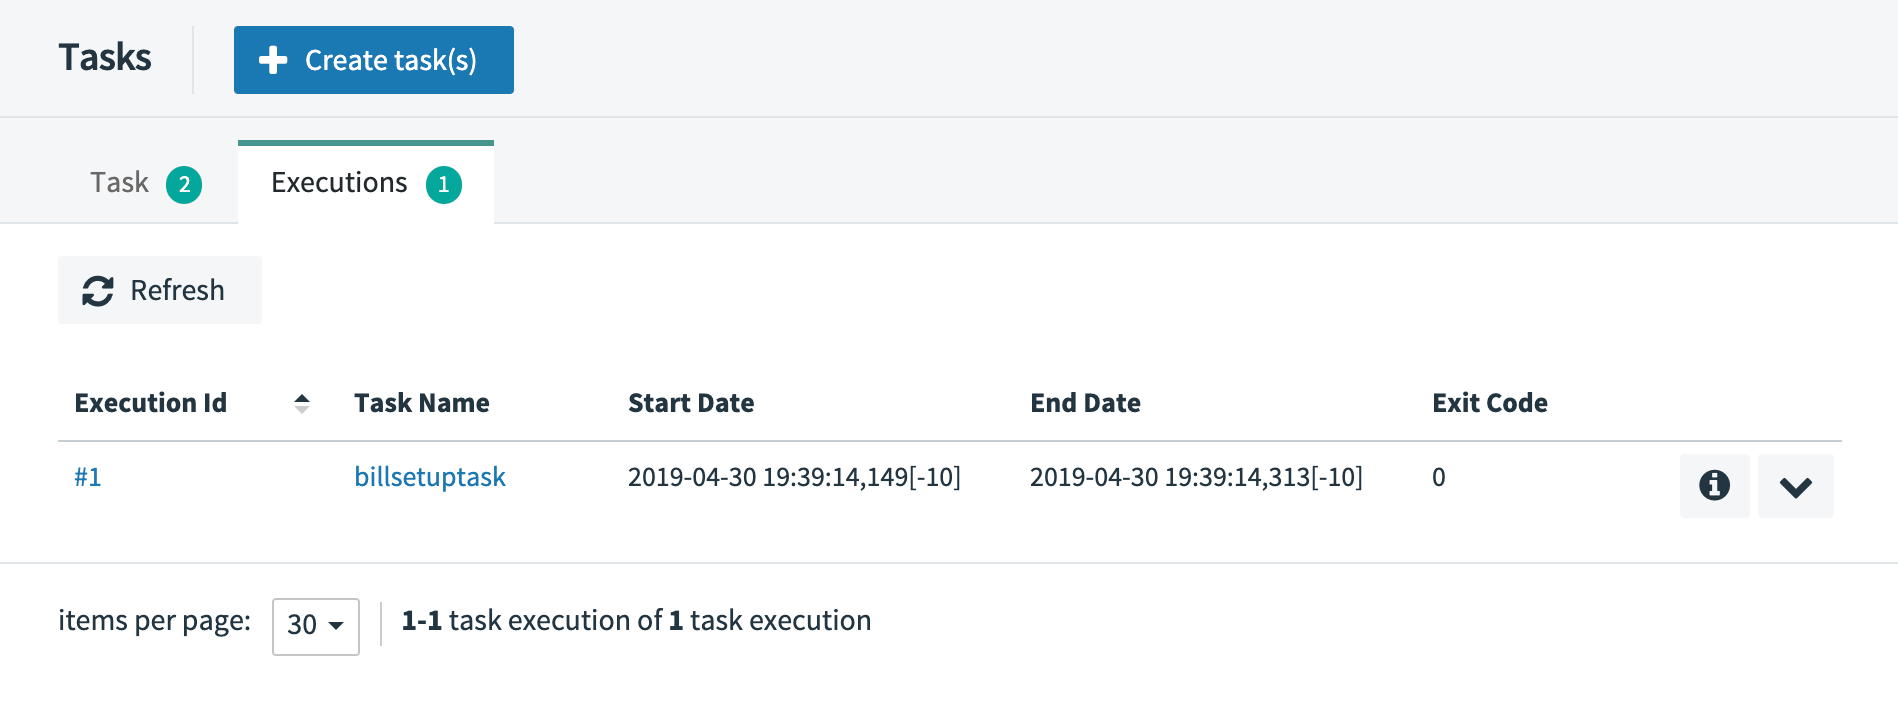 Tasks
Create task(s)
Task 2
Executions 1
Refresh
Execution Id Task Name Start Date End Date Exit Code
#1 billsetuptask 2019-04-30 19:39:14,149[-10] 2019-04-30 19:39:14,313[-10] 0
items per page: 30 1-1 task execution of 1 task execution